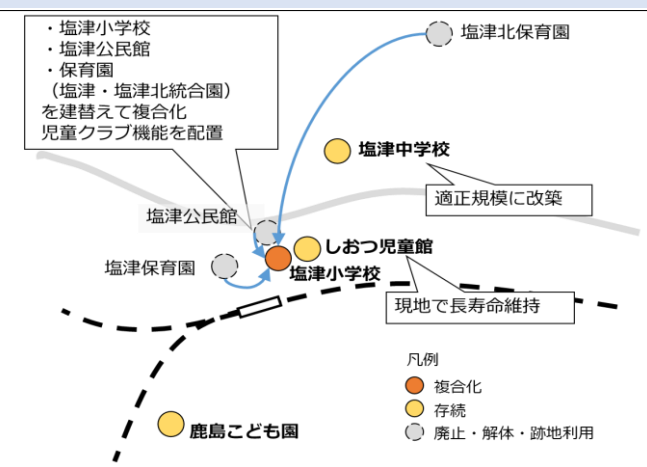 ・塩津小学校
・塩津公民館
・保育園
（塩津・塩津北統合園）
を建替えて複合化
児童クラブ機能を配置
塩津北保育園
塩津中学校
適正規模に改築
塩津公民館
しおつ児童館
塩津保育園
塩津小学校
現地で長寿命維持
鹿島こども園
凡例
複合化
存続
廃止・解体・跡地利用